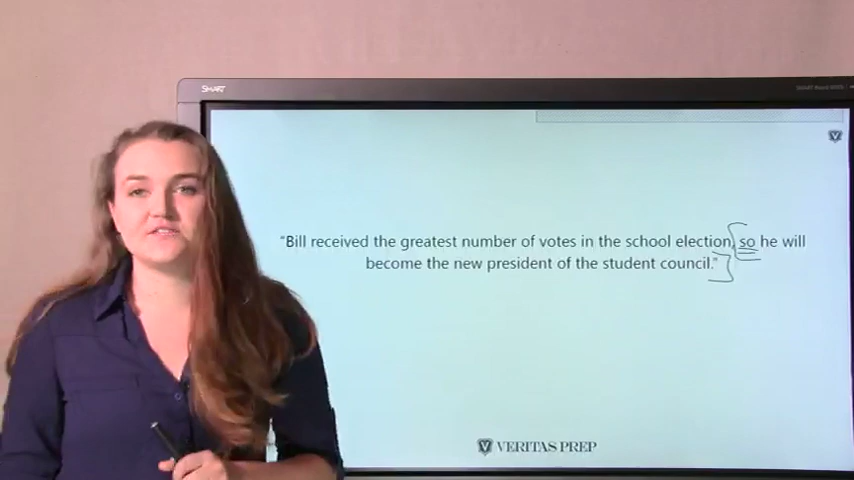 SMART
"Bill received the greatest number of votes in the school election, so he will
become the new president of the student council."
VERITAS PREP